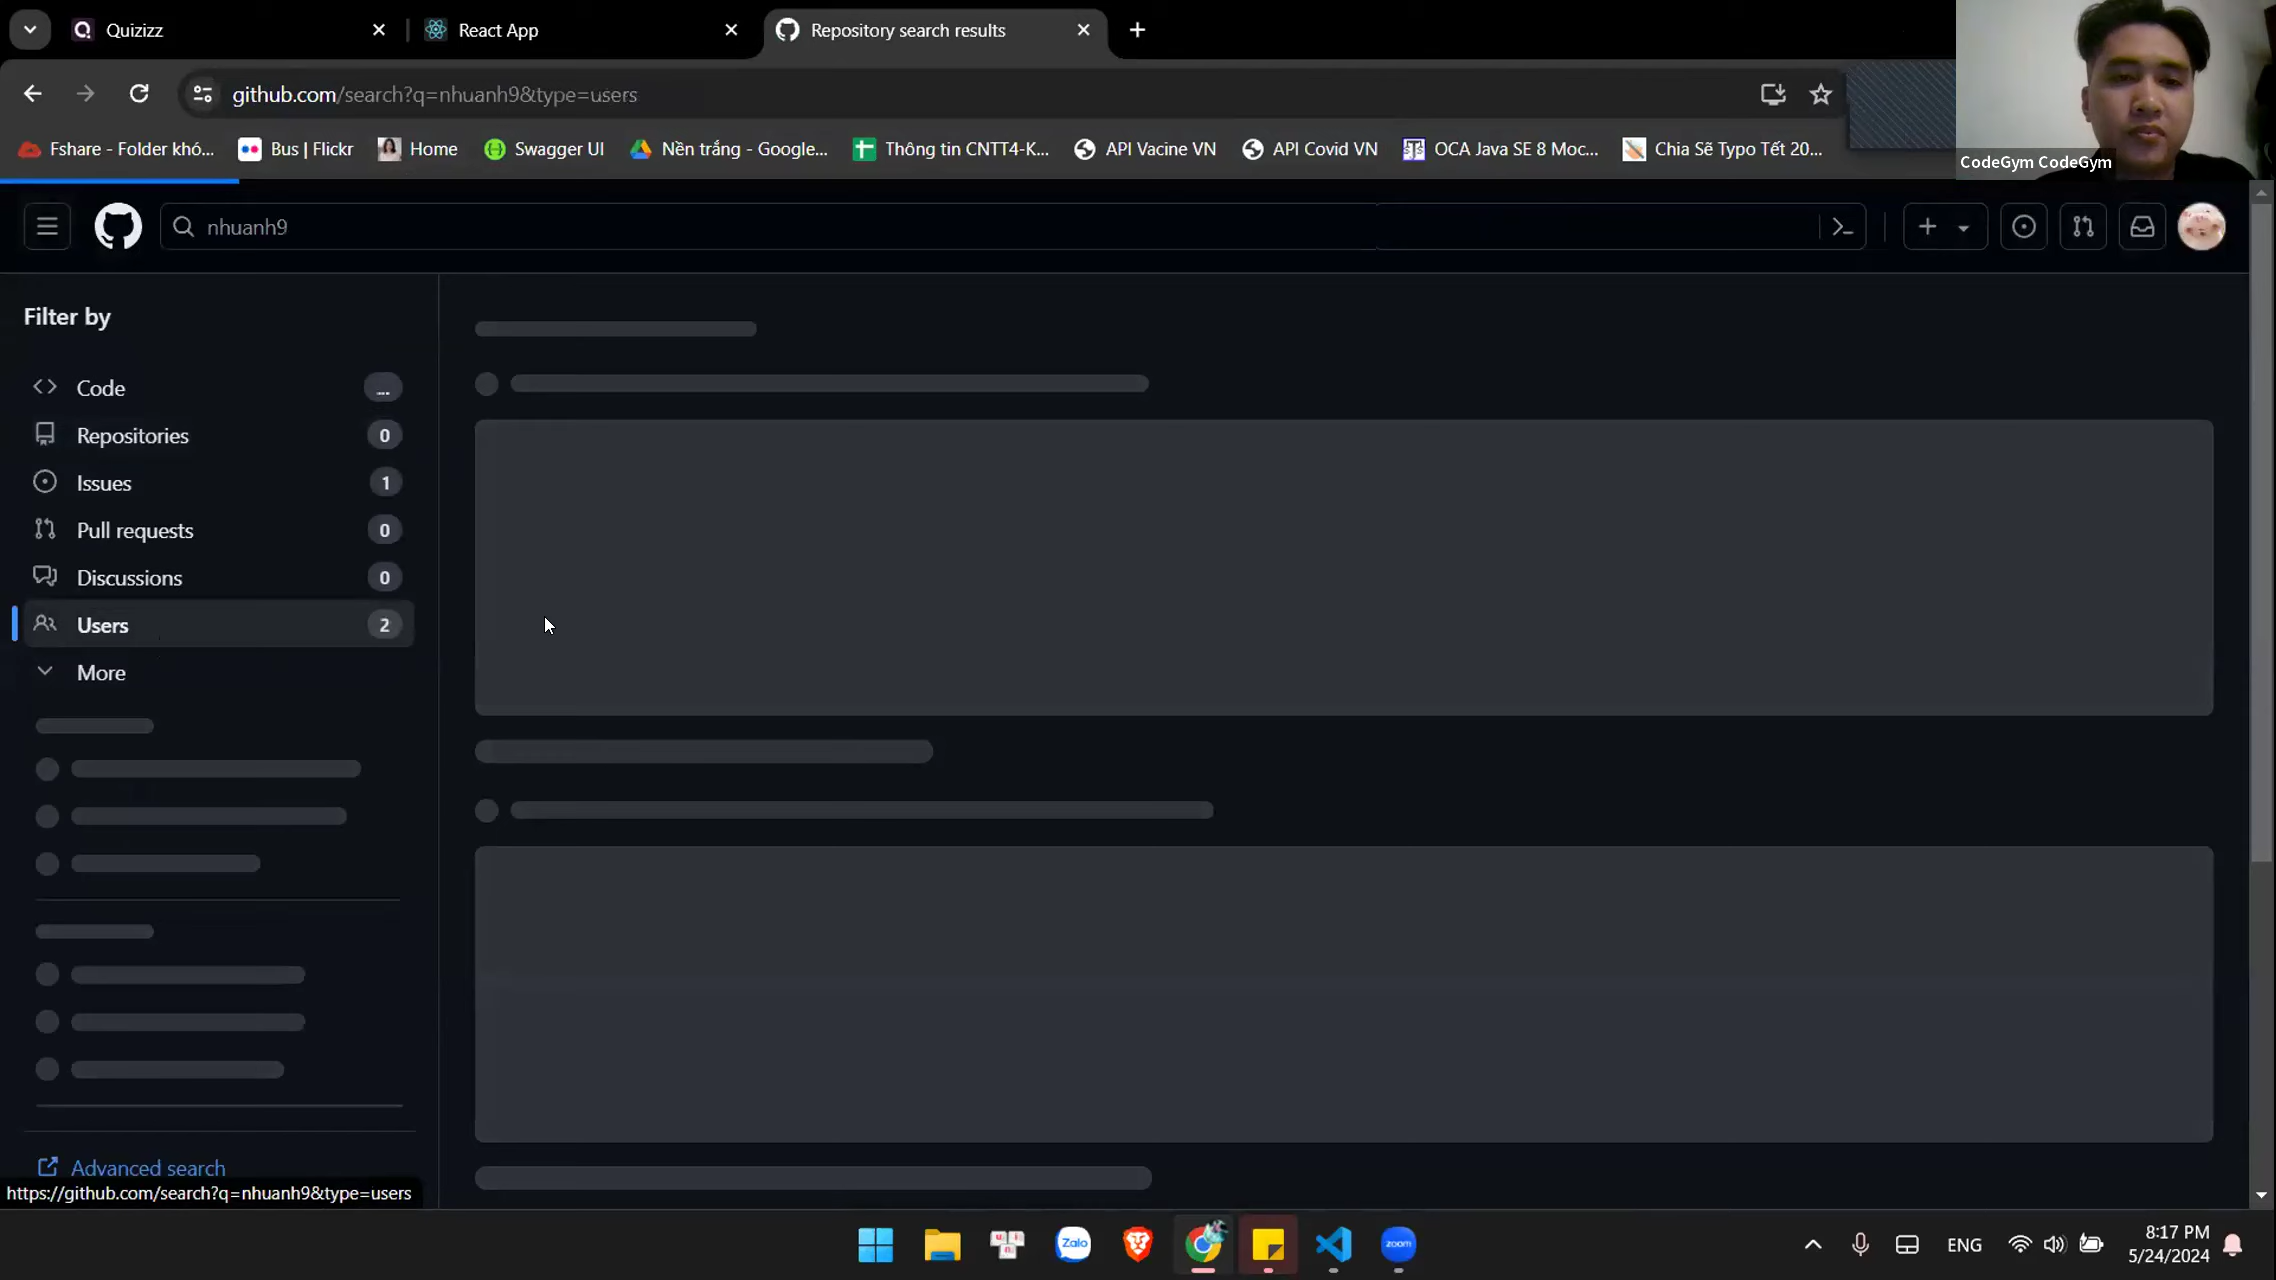 Quizizz
React App
Repository search results
github.com/search?q=nhuanh9&type=users
Fshare - Folder khó...
Bus | Flickr
Home
Swagger UI
Nền trắng - Google...
Thông tin CNTT4-K...
API Vacine VN
API Covid VN
OCA Java SE 8 Moc...
Chia Sẽ Typo Tết 20...
CodeGym CodeGym
nhuanh9
Filter by
Code ...
Repositories 0
Issues 1
Pull requests 0
Discussions 0
Users 2
More
Advanced search
https://github.com/search?q=nhuanh9&type=users
Zalo
zoom
ENG
8:17 PM
5/24/2024